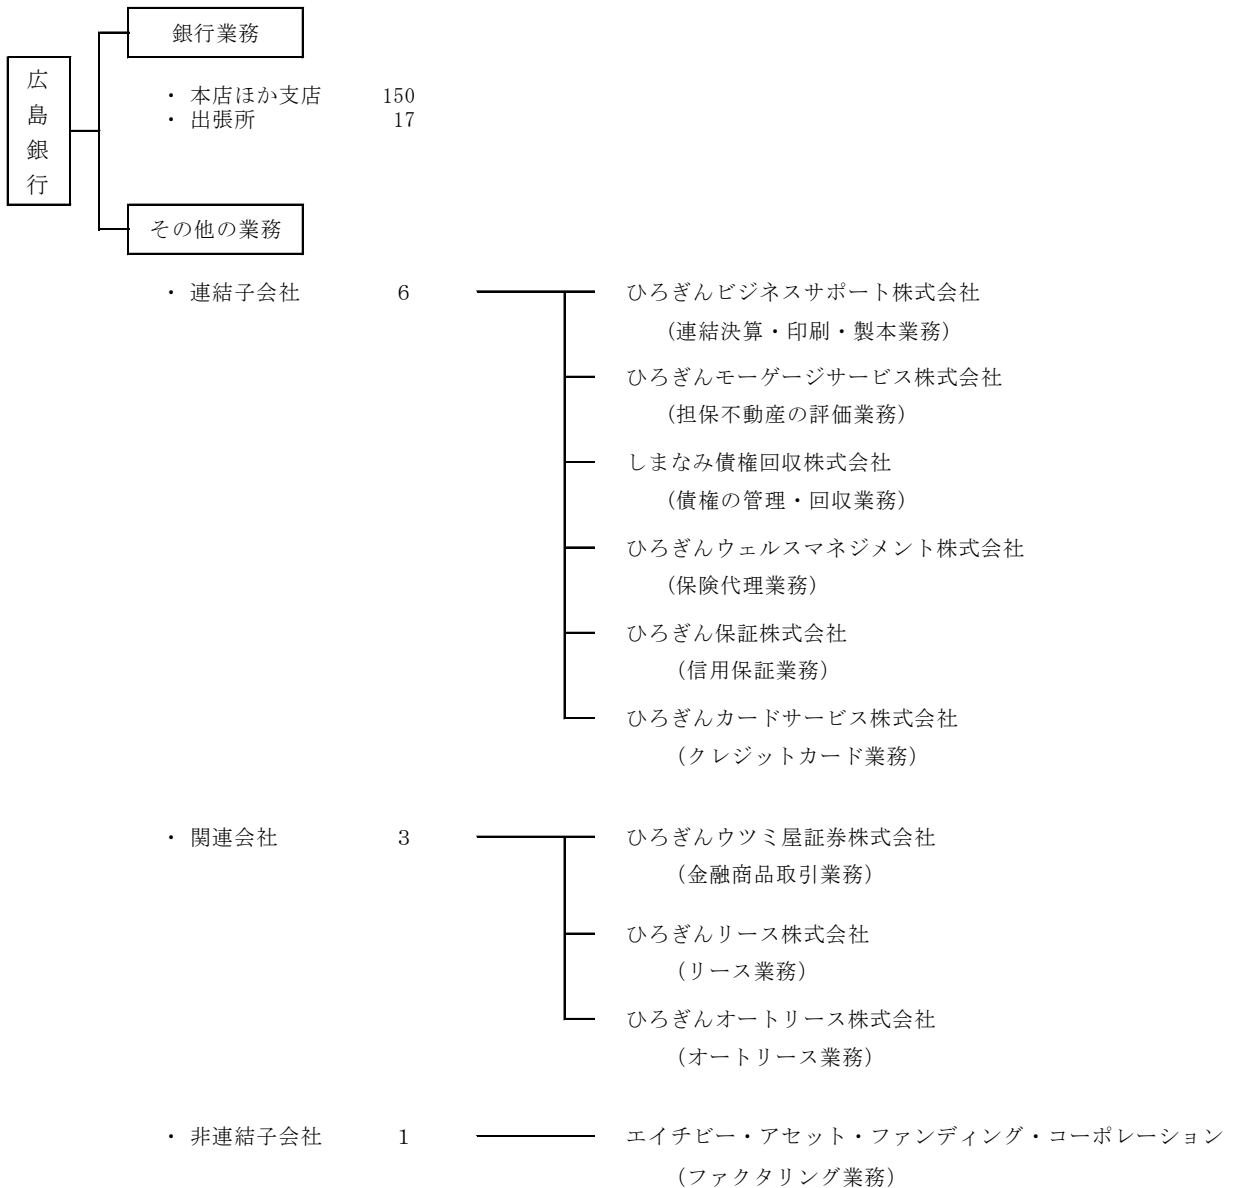 銀行業務
広島銀行
・ 本店ほか支店 150
・ 出張所 17
その他の業務
・ 連結子会社 6
ひろぎんビジネスサポート株式会社
(連結決算・印刷・製本業務)
ひろぎんモーゲージサービス株式会社
(担保不動産の評価業務)
しまなみ債権回収株式会社
(債権の管理・回収業務)
ひろぎんウェルスマネジメント株式会社
(保険代理業務)
ひろぎん保証株式会社
(信用保証業務)
ひろぎんカードサービス株式会社
(クレジットカード業務)
・ 関連会社 3
ひろぎんウツミ屋証券株式会社
(金融商品取引業務)
ひろぎんリース株式会社
(リース業務)
ひろぎんオートリース株式会社
(オートリース業務)
・ 非連結子会社 1
エイチビー・アセット・ファンディング・コーポレーション
(ファクタリング業務)